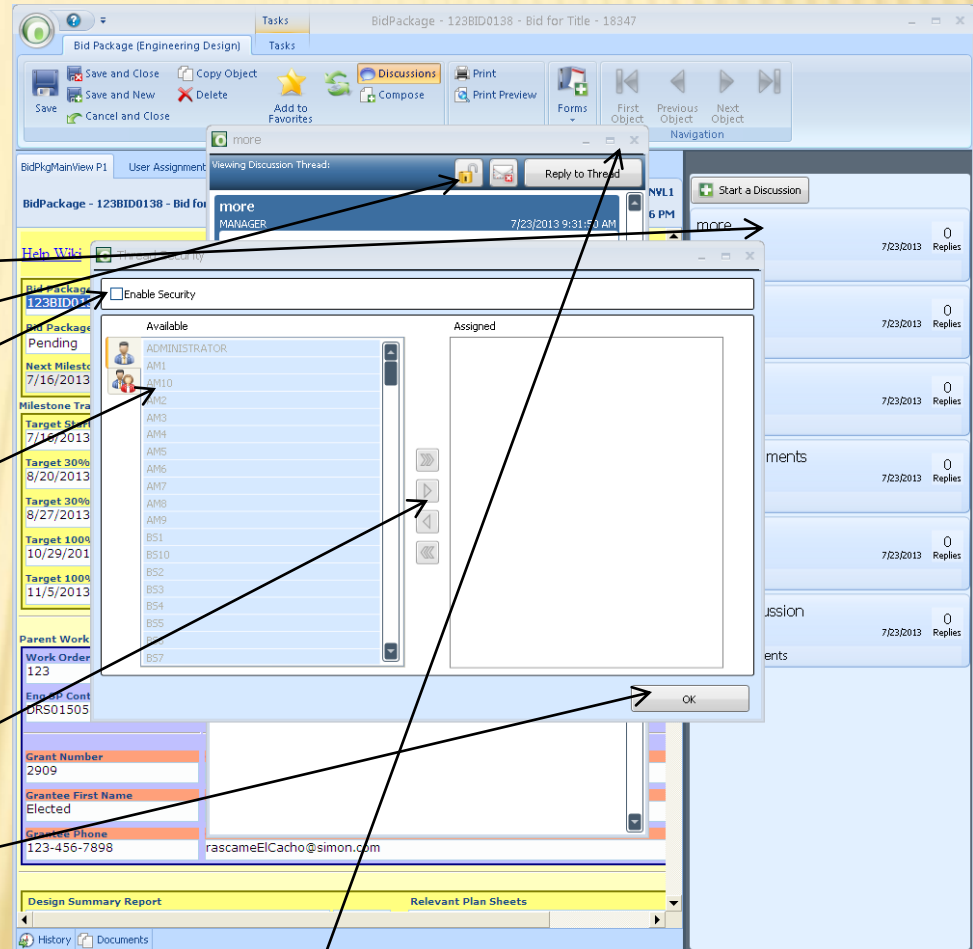 Tasks
BidPackage - 123BID0138 - Bid for Title - 18347
Bid Package (Engineering Design)
Tasks
Save
Save and Close
Save and New
Cancel and Close
Copy Object
Delete
Add to Favorites
Discussions
Compose
Print
Print Preview
Forms
First Object
Previous Object
Next Object
Navigation
BidPkgMainView P1
User Assignment
BidPackage - 123BID0138 - Bid for
NVL1
6 PM
more
Viewing Discussion Thread:
Reply to Thread
more
MANAGER
7/23/2013 9:31:50 AM
Start a Discussion
more
7/23/2013
0
Replies
7/23/2013
0
Replies
7/23/2013
0
Replies
ments
7/23/2013
0
Replies
7/23/2013
0
Replies
ussion
7/23/2013
0
Replies
ents
Help Wiki
Thread Security
Enable Security
Available
Assigned
ADMINISTRATOR
AM1
AM10
AM2
AM3
AM4
AM5
AM6
AM7
AM8
AM9
BS1
BS10
BS2
BS3
BS4
BS5
BS6
BS7
OK
Bid Package
123BID01
Bid Package
Pending
Next Milesto
7/16/2013
Milestone Tra
Target Start
7/16/2013
Target 30%
8/20/2013
Target 30%
8/27/2013
Target 100%
10/29/201
Target 100%
11/5/2013
Parent Work
Work Order
123
Eng SP Cont
DRS01505
Grant Number
2909
Grantee First Name
Elected
Grantee Phone
123-456-7898
rascameElCacho@simon.com
Design Summary Report
Relevant Plan Sheets
History
Documents